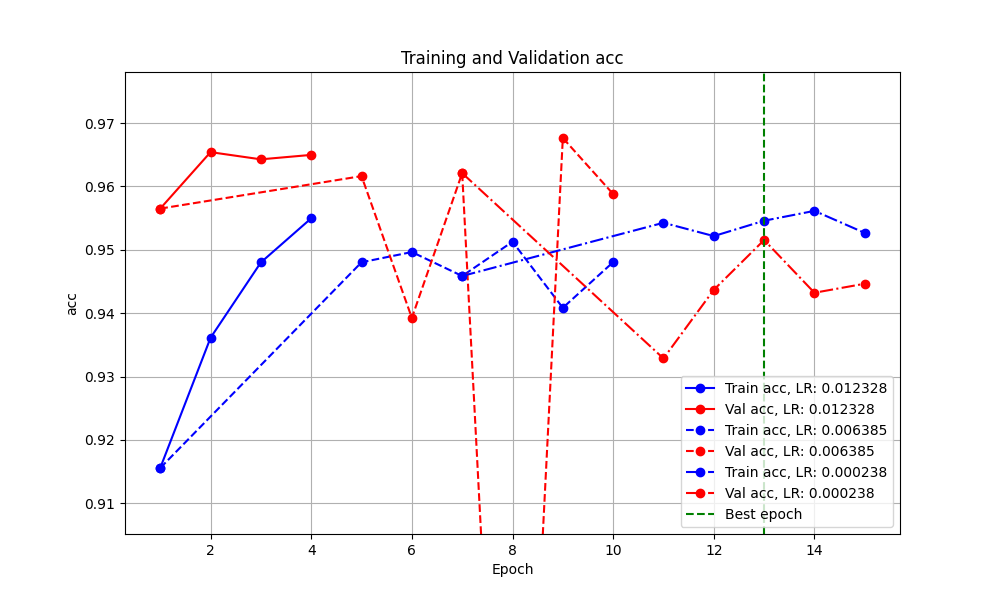 Training and Validation acc
acc
0.97
0.96
0.95
0.94
0.93
0.92
0.91
2 4 6 8 10 12 14
Epoch
Train acc, LR: 0.012328
Val acc, LR: 0.012328
Train acc, LR: 0.006385
Val acc, LR: 0.006385
Train acc, LR: 0.000238
Val acc, LR: 0.000238
Best epoch